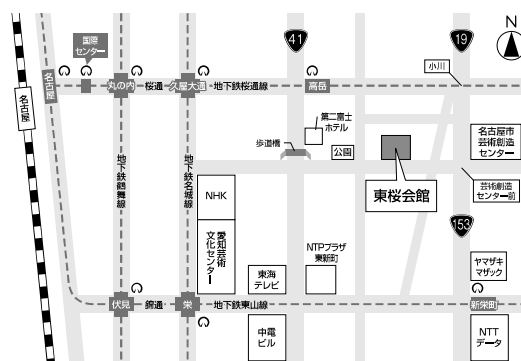 N
41
19
国際
センター
小川
名古屋
丸の内
桜通
久屋大通
地下鉄桜通線
高岳
名古屋
第二富士
ホテル
歩道橋
公園
名古屋市
芸術創造
センター
東桜会館
芸術創造
センター前
地下鉄鶴舞線
地下鉄名城線
NHK
愛知芸術
文化センター
153
東海
テレビ
NTPプラザ
東新町
ヤマザキ
マザック
伏見
錦通
栄
地下鉄東山線
新栄町
中電
ビル
NTT
データ